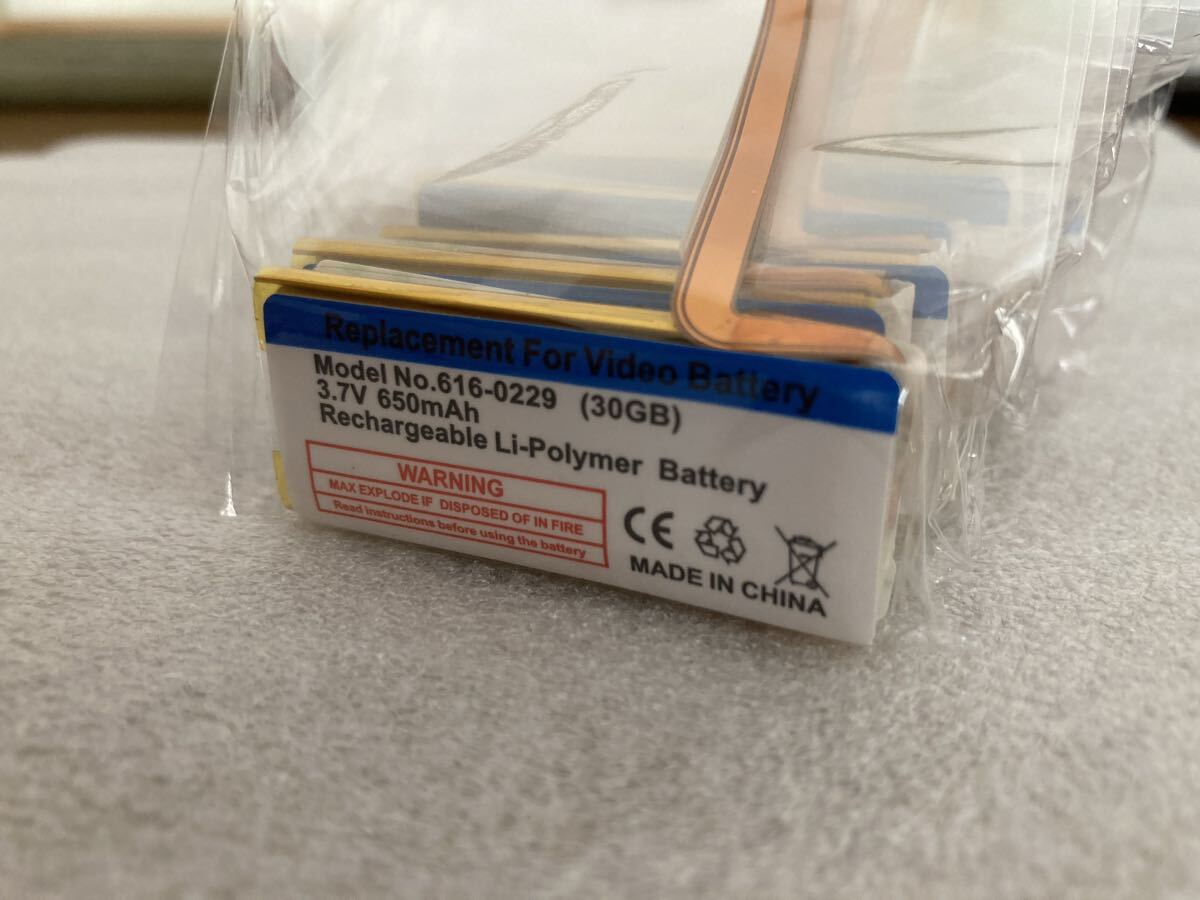 Replacement For Video Battery
Model No.616-0229 (30GB)
3.7V 650mAh
Rechargeable Li-Polymer Battery
WARNING
MAX EXPLODE IF DISPOSED OF IN FIRE
Read instructions before using the battery
CE
MADE IN CHINA